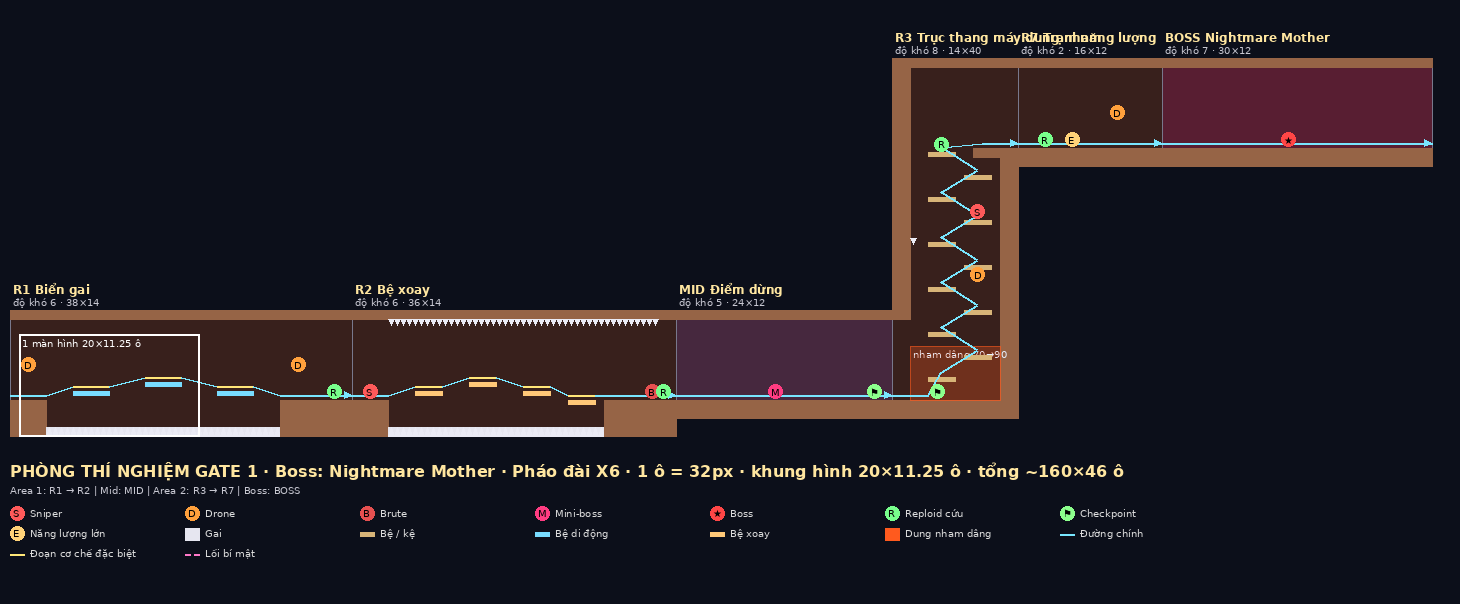 R3 Trục thang máy dung nham
R7 Trạm năng lượng
BOSS Nightmare Mother
độ khó 8 · 14×40
độ khó 2 · 16×12
độ khó 7 · 30×12
R
D
R
E
★
S
D
R1 Biển gai
độ khó 6 · 38×14
R2 Bệ xoay
độ khó 6 · 36×14
MID Điểm dừng
độ khó 5 · 24×12
1 màn hình 20×11.25 ô
nham dâng 70→90
D
D
R
S
B
R
M
⚑
⚑
PHÒNG THÍ NGHIỆM GATE 1 · Boss: Nightmare Mother · Pháo đài X6 · 1 ô = 32px · khung hình 20×11.25 ô · tổng ~160×46 ô
Area 1: R1 → R2 | Mid: MID | Area 2: R3 → R7 | Boss: BOSS
S Sniper
D Drone
B Brute
M Mini-boss
★ Boss
R Reploid cứu
⚑ Checkpoint
E Năng lượng lớn
Gai
Bệ / kệ
Bệ di động
Bệ xoay
Dung nham dâng
Đường chính
Đoạn cơ chế đặc biệt
Lối bí mật